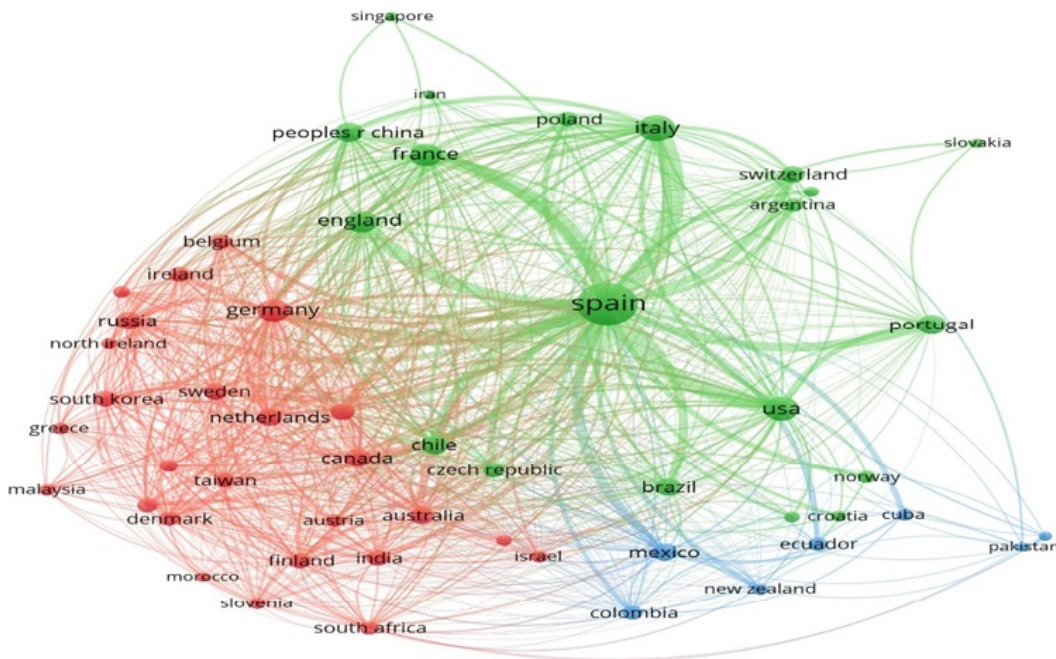 singapore
iran
poland
italy
peoples r china
france
slovakia
switzerland
argentina
england
belgium
ireland
spain
germany
russia
portugal
north ireland
sweden
south korea
usa
netherlands
greece
chile
canada
czech republic
norway
taiwan
brazil
malaysia
denmark
austria
australia
croatia
cuba
ecuador
pakistan
mexico
israel
india
finland
morocco
new zealand
slovenia
colombia
south africa